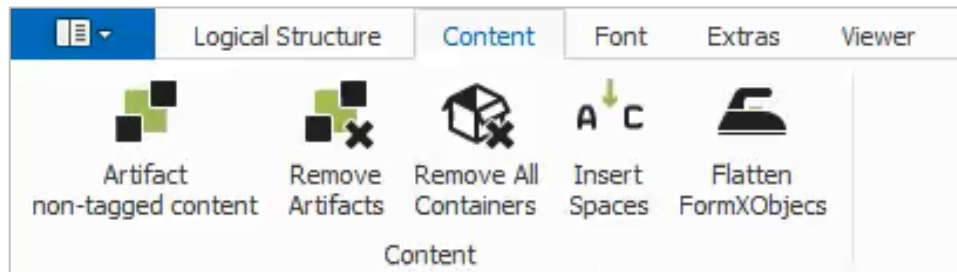 Logical Structure Content Font Extras Viewer
A C
Artifact Remove Remove All Insert Flatten
non-tagged content Artifacts Containers Spaces FormXObjecs
Content